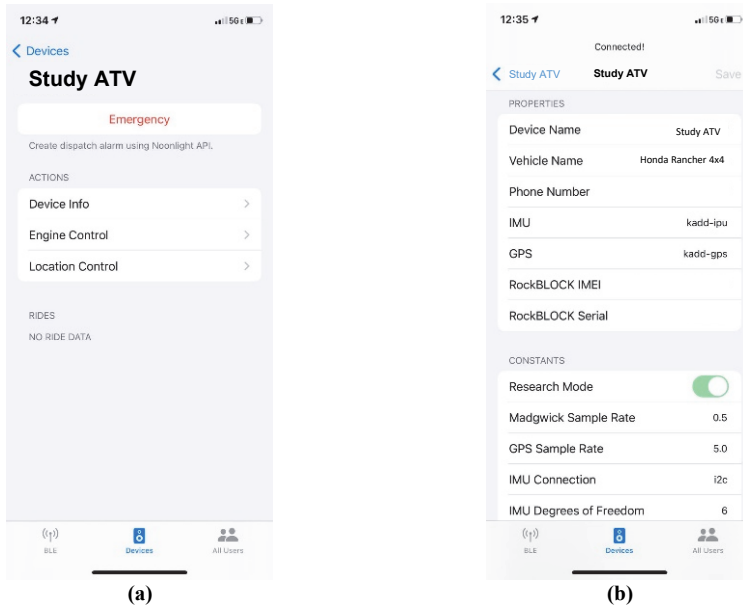 12:34
5G E
Devices
Study ATV
Emergency
Create dispatch alarm using Noonlight API.
ACTIONS
Device Info
Engine Control
Location Control
RIDES
NO RIDE DATA
BLE
Devices
All Users
(a)
12:35
5G E
Connected!
Study ATV
Study ATV
Save
PROPERTIES
Device Name Study ATV
Vehicle Name Honda Rancher 4x4
Phone Number
IMU kadd-ipu
GPS kadd-gps
RockBLOCK IMEI
RockBLOCK Serial
CONSTANTS
Research Mode
Madgwick Sample Rate 0.5
GPS Sample Rate 5.0
IMU Connection i2c
IMU Degrees of Freedom 6
BLE
Devices
All Users
(b)